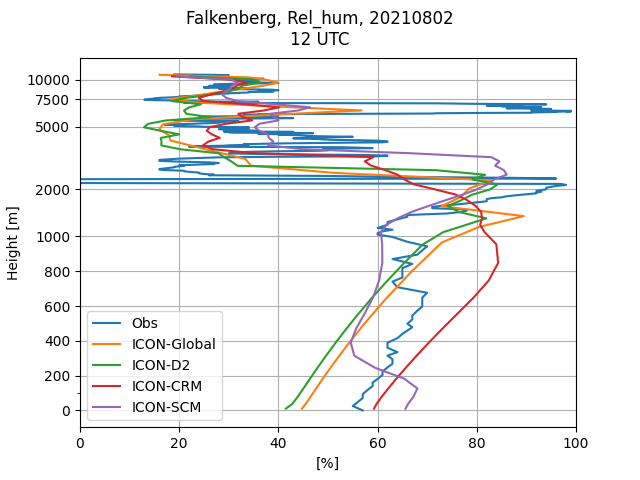 Falkenberg, Rel_hum, 20210802
12 UTC
Height [m]
10000
7500
5000
2000
1000
800
600
400
200
0
Obs
ICON-Global
ICON-D2
ICON-CRM
ICON-SCM
0 20 40 60 80 100
[%]